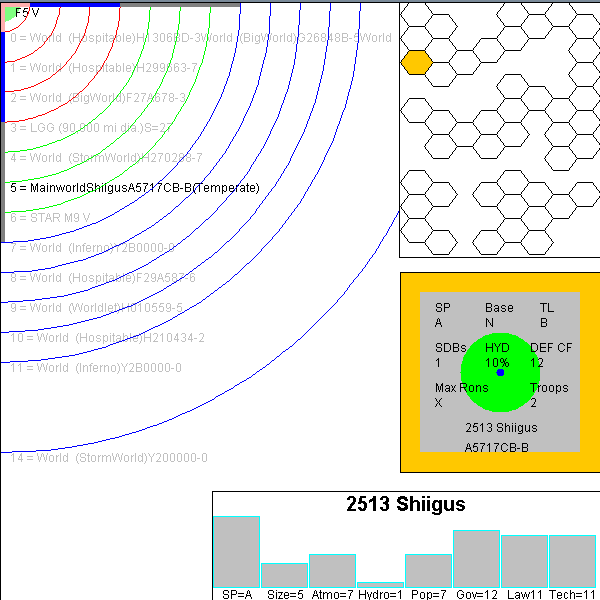 F5 V
0 = World (Hospitable)H1306BD-3World (BigWorld)G26848B-5World
1 = World (Hospitable)H299663-7
2 = World (BigWorld)F27A678-3
3 = LGG (90,000 mi dia.)S=27
4 = World (StormWorld)H270288-7
5 = MainworldShiigusA5717CB-B(Temperate)
6 = STAR M9 V
7 = World (Inferno)Y2B0000-0
8 = World (Hospitable)F29A587-6
9 = World (Worldlet)H010559-5
10 = World (Hospitable)H210434-2
11 = World (Inferno)Y2B0000-0
14 = World (StormWorld)Y200000-0
SP Base TL
A N B
SDBs HYD DEF CF
1 10% 12
Max Rons Troops
X 2
2513 Shiigus
A5717CB-B
2513 Shiigus
SP=A Size=5 Atmo=7 Hydro=1 Pop=7 Gov=12 Law11 Tech=11